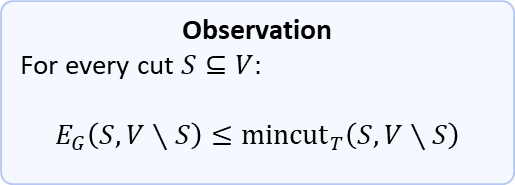 Observation
For every cut S ⊆ V:
E_G(S, V \ S) ≤ mincut_T(S, V \ S)